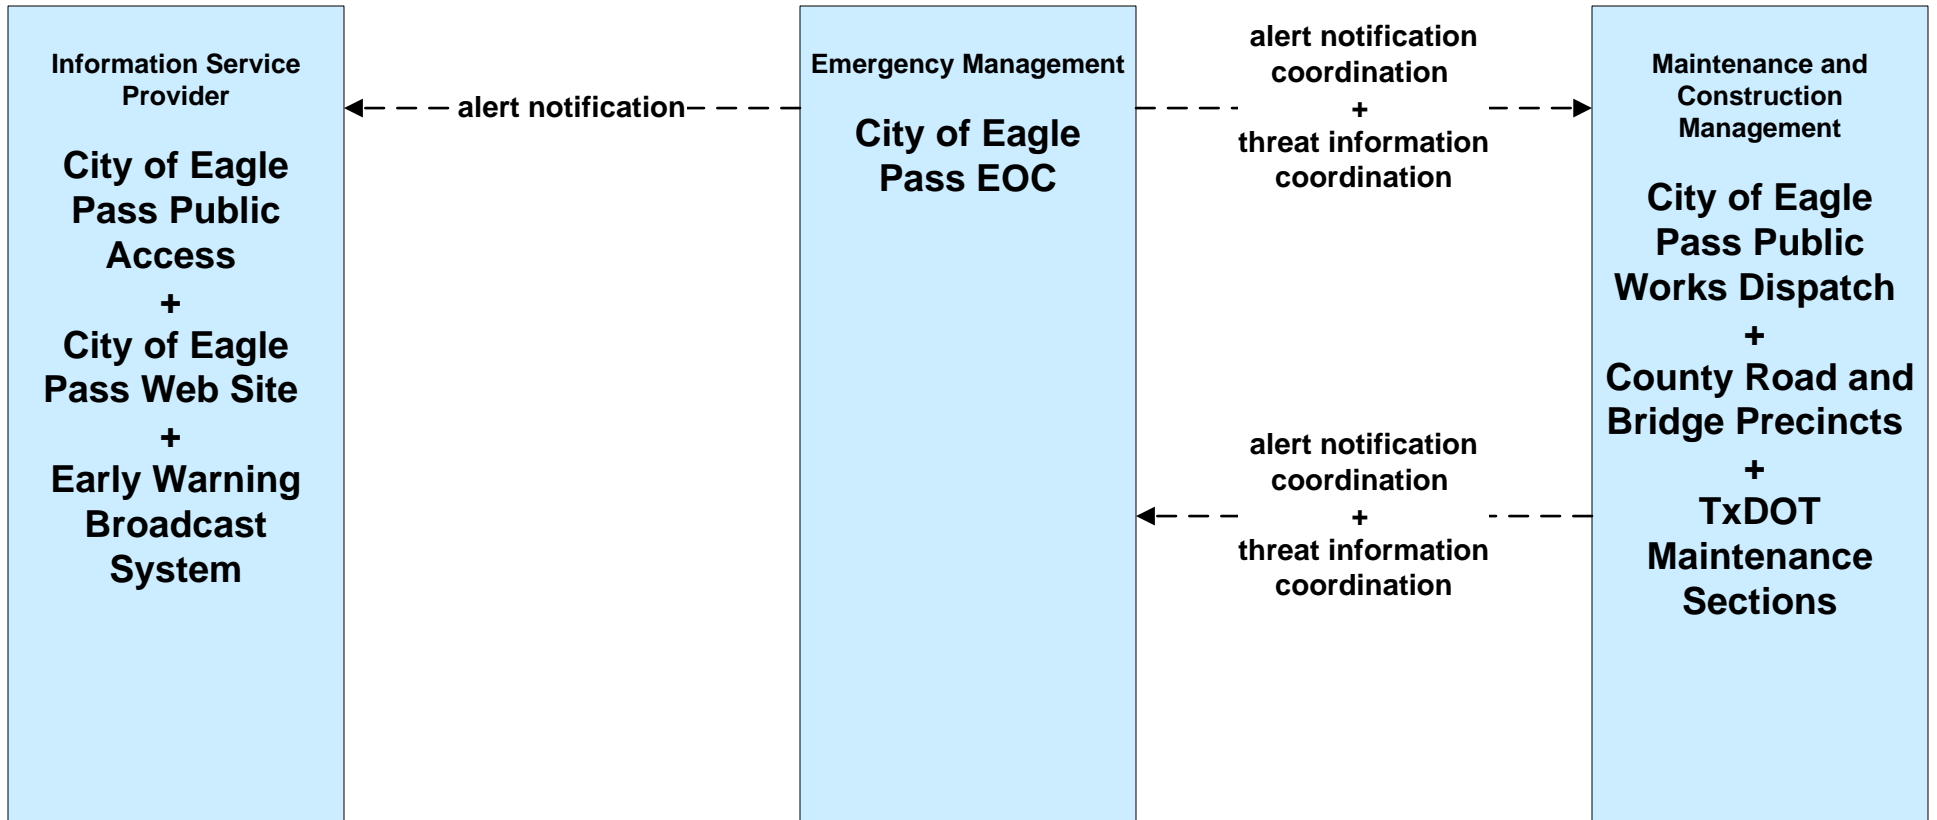 Information Service
Provider
City of Eagle
Pass Public
Access
+
City of Eagle
Pass Web Site
+
Early Warning
Broadcast
System
alert notification
Emergency Management
City of Eagle
Pass EOC
alert notification
coordination
+
threat information
coordination
alert notification
coordination
+
threat information
coordination
Maintenance and
Construction
Management
City of Eagle
Pass Public
Works Dispatch
+
County Road and
Bridge Precincts
+
TxDOT
Maintenance
Sections